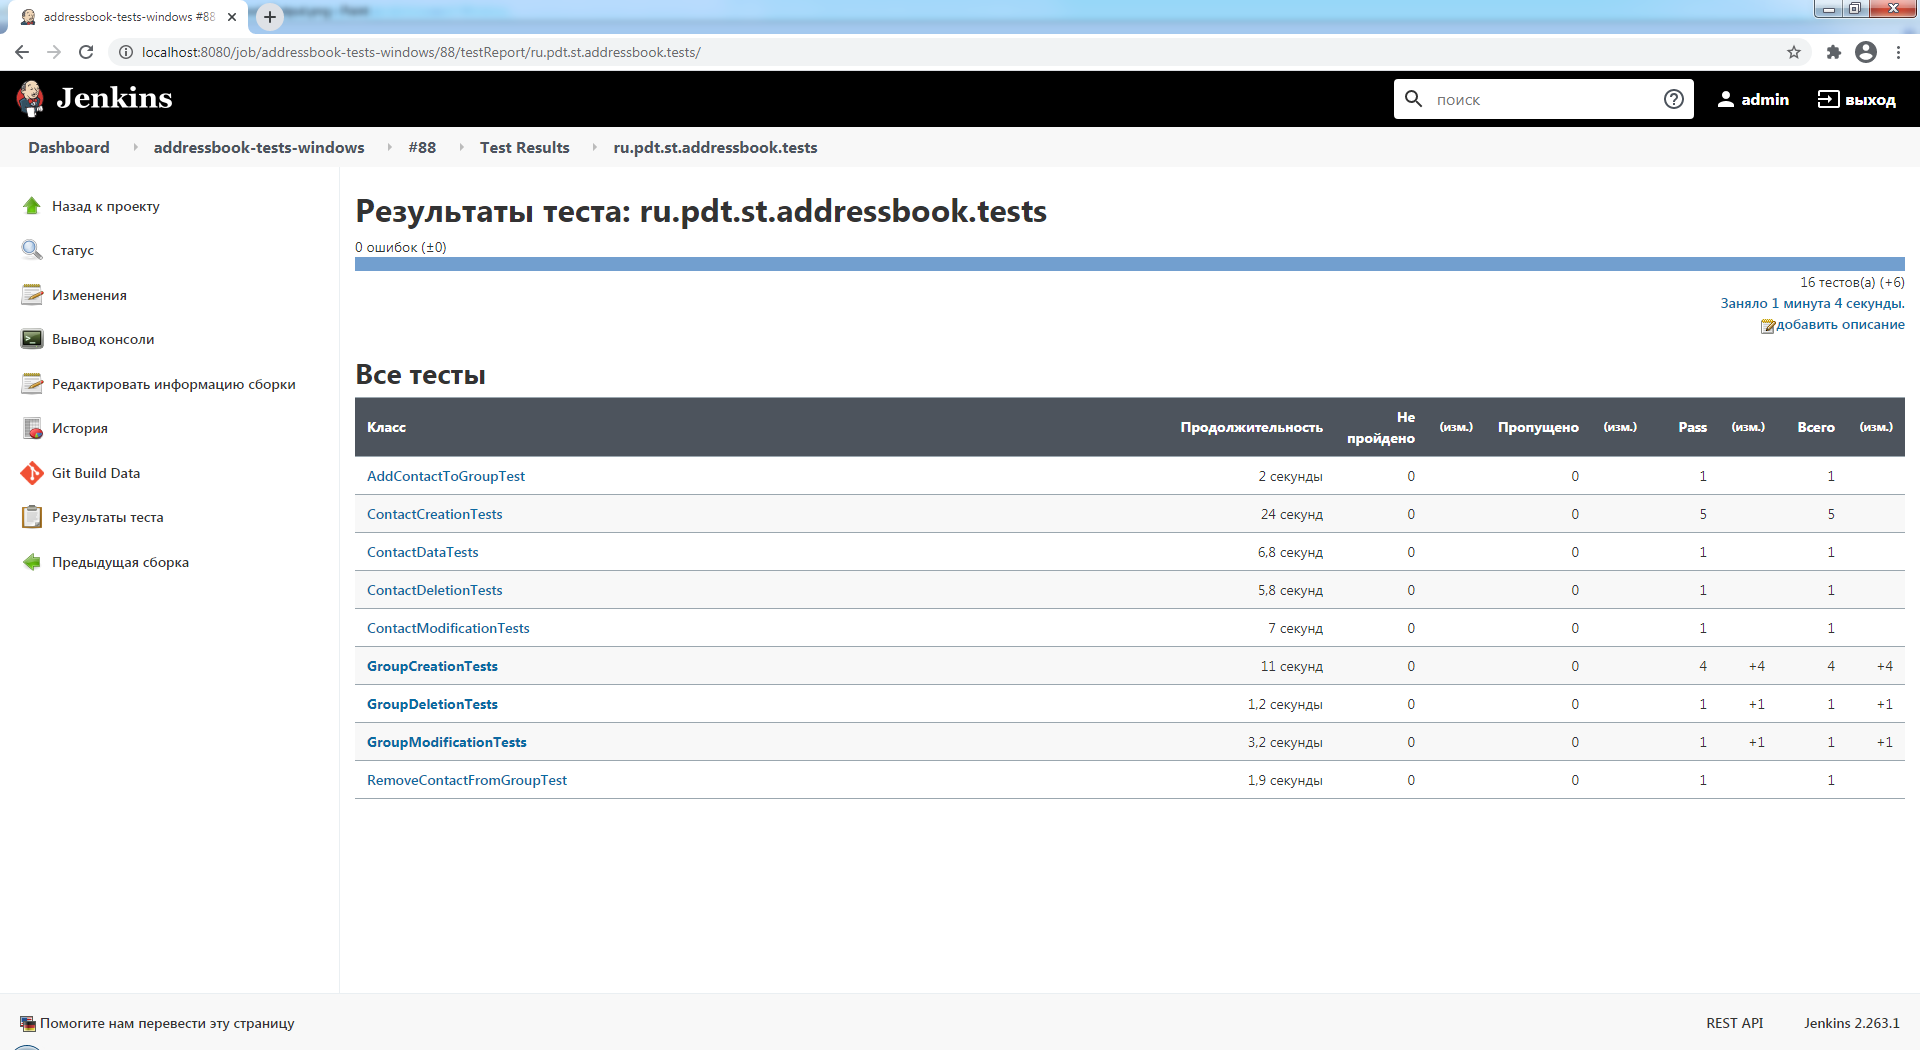 addressbook-tests-windows #88
localhost:8080/job/addressbook-tests-windows/88/testReport/ru.pdt.st.addressbook.tests/
Jenkins
поиск
admin
выход
Dashboard addressbook-tests-windows #88 Test Results ru.pdt.st.addressbook.tests
Назад к проекту
Статус
Изменения
Вывод консоли
Редактировать информацию сборки
История
Git Build Data
Результаты теста
Предыдущая сборка
Результаты теста: ru.pdt.st.addressbook.tests
0 ошибок (±0)
16 тестов(а) (+6)
Заняло 1 минута 4 секунды.
добавить описание
Все тесты
Класс Продолжительность Не пройдено (изм.) Пропущено (изм.) Pass (изм.) Всего (изм.)
AddContactToGroupTest 2 секунды 0 0 1 1
ContactCreationTests 24 секунд 0 0 5 5
ContactDataTests 6,8 секунд 0 0 1 1
ContactDeletionTests 5,8 секунд 0 0 1 1
ContactModificationTests 7 секунд 0 0 1 1
GroupCreationTests 11 секунд 0 0 4 +4 4 +4
GroupDeletionTests 1,2 секунды 0 0 1 +1 1 +1
GroupModificationTests 3,2 секунды 0 0 1 +1 1 +1
RemoveContactFromGroupTest 1,9 секунды 0 0 1 1
Помогите нам перевести эту страницу
REST API
Jenkins 2.263.1